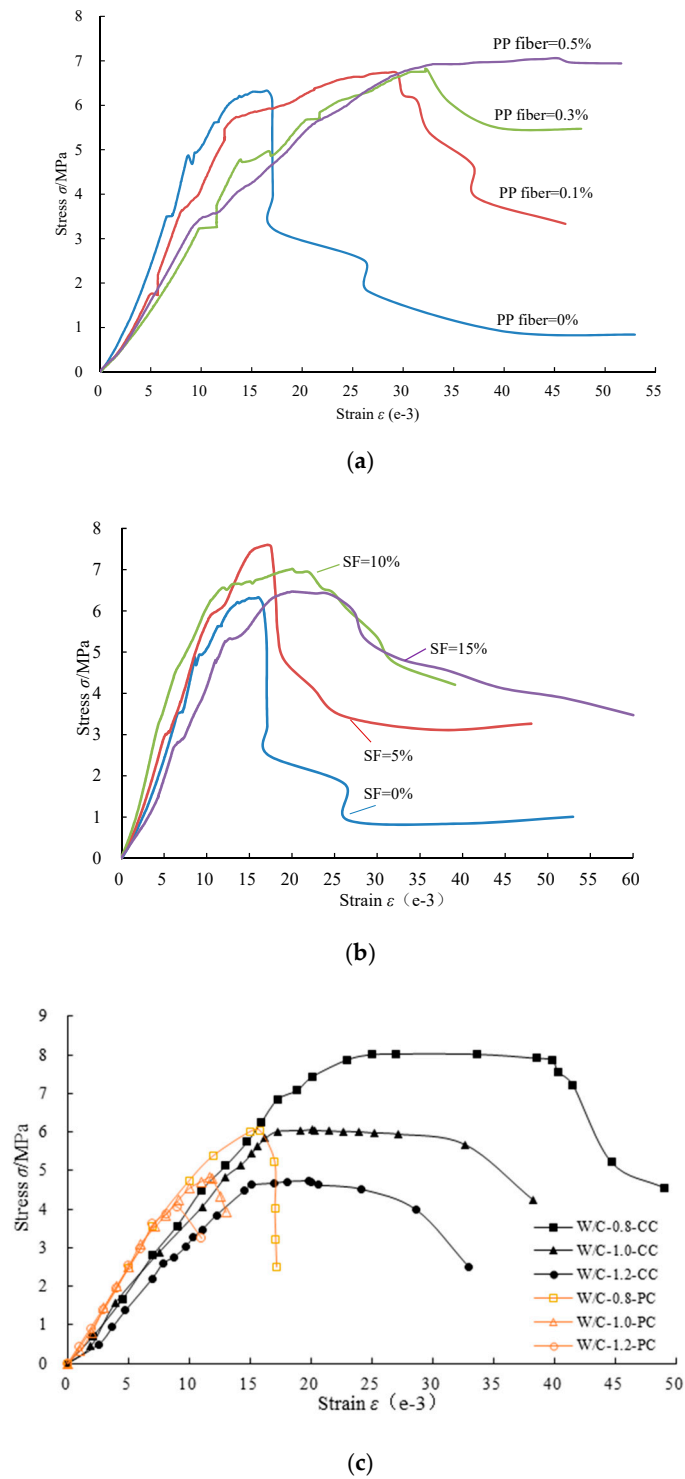 8
7
6
5
4
3
2
1
0
Stress σ/MPa
PP fiber=0.5%
PP fiber=0.3%
PP fiber=0.1%
PP fiber=0%
0 5 10 15 20 25 30 35 40 45 50 55
Strain ε (e-3)
(a)
8
7
6
5
4
3
2
1
0
Stress σ/MPa
SF=10%
SF=15%
SF=5%
SF=0%
0 5 10 15 20 25 30 35 40 45 50 55 60
Strain ε（e-3）
(b)
9
8
7
6
5
4
3
2
1
0
Stress σ/MPa
W/C-0.8-CC
W/C-1.0-CC
W/C-1.2-CC
W/C-0.8-PC
W/C-1.0-PC
W/C-1.2-PC
0 5 10 15 20 25 30 35 40 45 50
Strain ε（e-3）
(c)